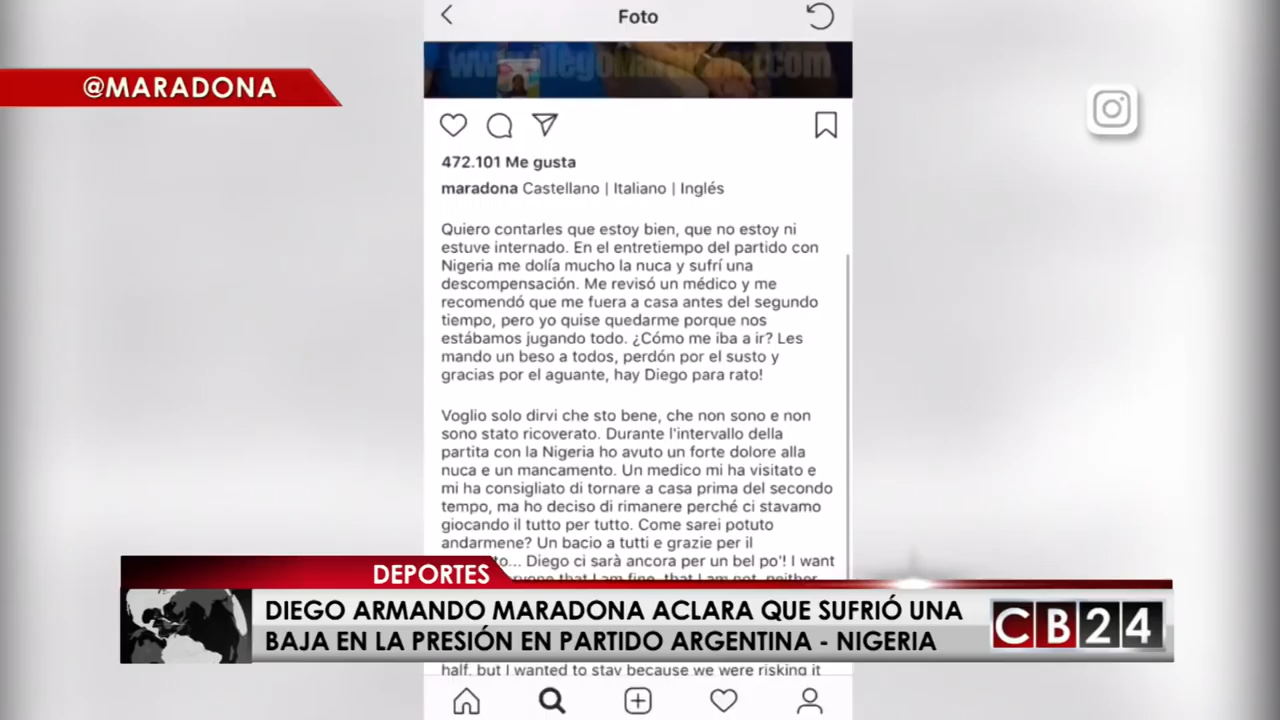 Foto
www.diegomaradona.com
@MARADONA
472.101 Me gusta
maradona Castellano | Italiano | Inglés
Quiero contarles que estoy bien, que no estoy ni
estuve internado. En el entretiempo del partido con
Nigeria me dolía mucho la nuca y sufrí una
descompensación. Me revisó un médico y me
recomendó que me fuera a casa antes del segundo
tiempo, pero yo quise quedarme porque nos
estábamos jugando todo. ¿Cómo me iba a ir? Les
mando un beso a todos, perdón por el susto y
gracias por el aguante, hay Diego para rato!
Voglio solo dirvi che sto bene, che non sono e non
sono stato ricoverato. Durante l'intervallo della
partita con la Nigeria ho avuto un forte dolore alla
nuca e un mancamento. Un medico mi ha visitato e
mi ha consigliato di tornare a casa prima del secondo
tempo, ma ho deciso di rimanere perché ci stavamo
giocando il tutto per tutto. Come sarei potuto
andarmene? Un bacio a tutti e grazie per il
to... Diego ci sarà ancora per un bel po'! I want
that I am fine, that I am not, neither
DEPORTES
DIEGO ARMANDO MARADONA ACLARA QUE SUFRIÓ UNA
BAJA EN LA PRESIÓN EN PARTIDO ARGENTINA - NIGERIA
CB24
half, but I wanted to stay because we were risking it